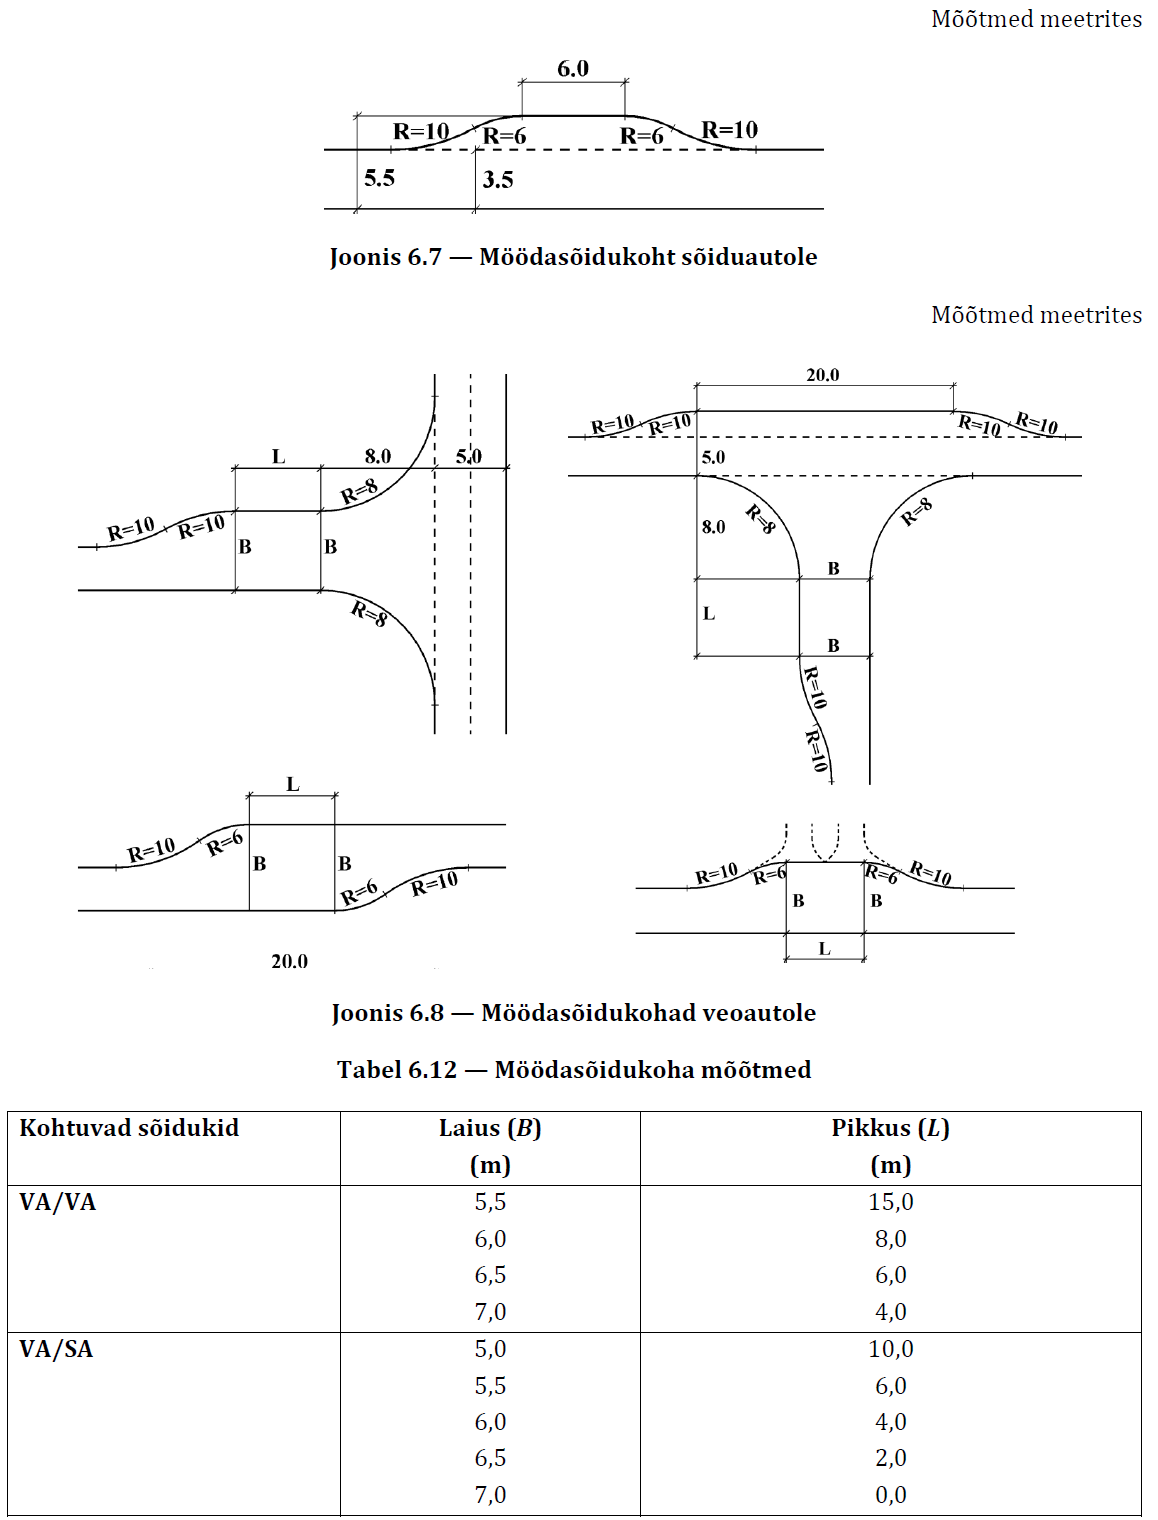 Mõõtmed meetrites
6.0
R=10 R=6 R=6 R=10
5.5 3.5
Joonis 6.7 — Möödasõidukoht sõiduautole
Mõõtmed meetrites
L 8.0 5.0
R=8
R=10 R=10
B B
R=8
20.0
R=10 R=10 R=10 R=10
5.0
R=8 R=8
8.0
B
L
B
R=10
R=10
L
R=10 R=6
B B
R=6 R=10
20.0
R=10 R=6 R=6 R=10
B B
L
Joonis 6.8 — Möödasõidukohad veoautole
Tabel 6.12 — Möödasõidukoha mõõtmed
Kohtuvad sõidukid Laius (B) Pikkus (L)
(m) (m)
VA/VA 5,5 15,0
6,0 8,0
6,5 6,0
7,0 4,0
VA/SA 5,0 10,0
5,5 6,0
6,0 4,0
6,5 2,0
7,0 0,0